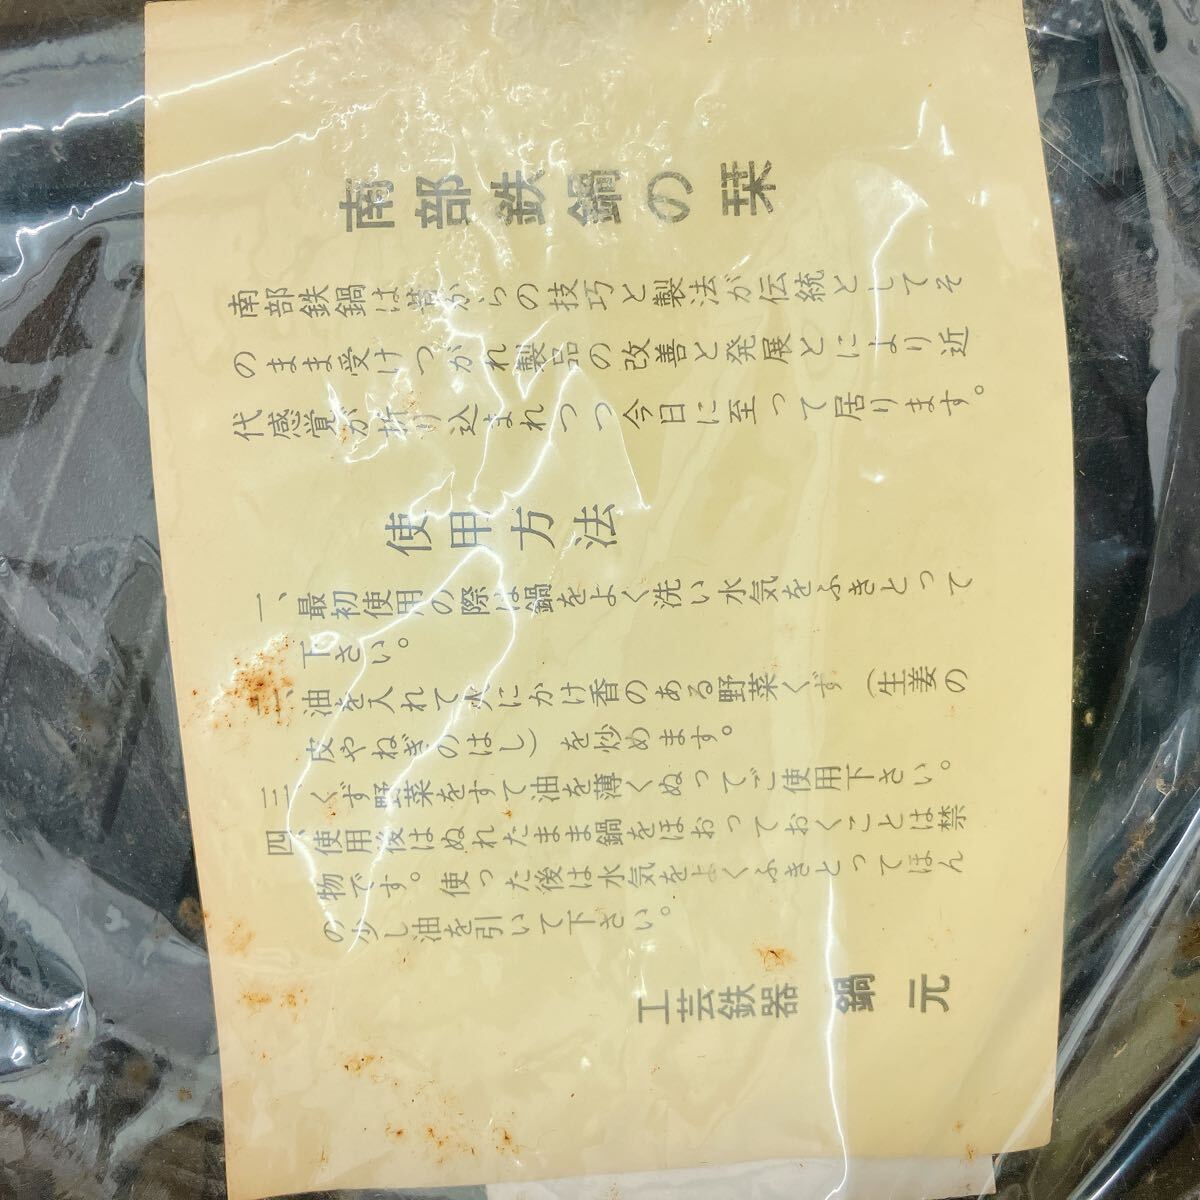 南部鉄鍋の栞
南部鉄鍋は昔からの技巧と製法が伝統としてそ
のまま受けつがれ製品の改善と発展とにより近
代感覚が折り込まれつつ今日に至って居ります。
使用方法
一、最初使用の際は鍋をよく洗い水気をふきとって
下さい。
二、油を入れて火にかけ香のある野菜くず（生姜の
皮やねぎのはし）を炒めます。
三、くず野菜をすて油を薄くぬってご使用下さい。
四、使用後はぬれたまま鍋をほおっておくことは禁
物です。使った後は水気をよくふきとってほん
の少し油を引いて下さい。
工芸鉄器 鍋元